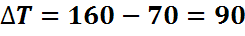 ΔT = 160 − 70 = 90